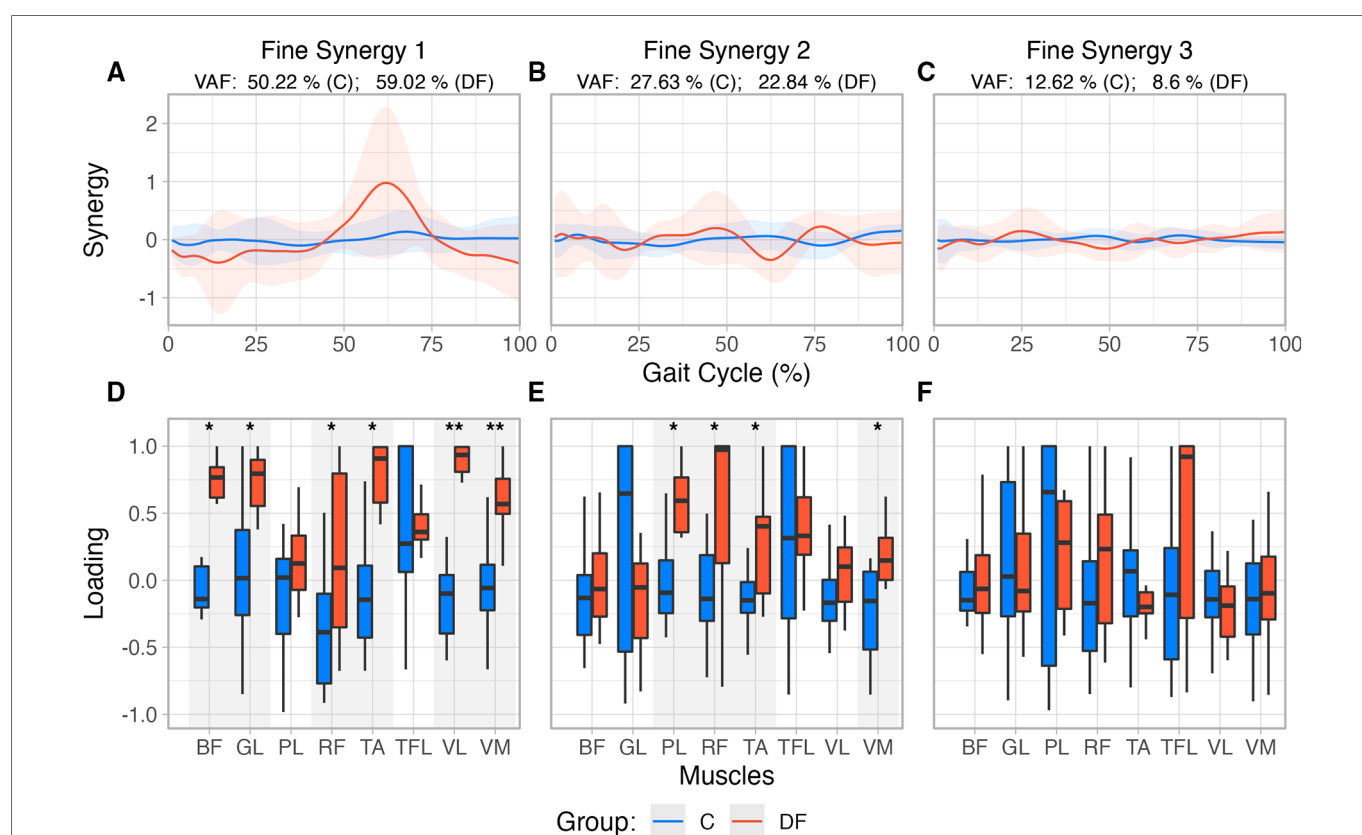 Fine Synergy 1 Fine Synergy 2 Fine Synergy 3
A VAF: 50.22 % (C); 59.02 % (DF) B VAF: 27.63 % (C); 22.84 % (DF) C VAF: 12.62 % (C); 8.6 % (DF)
Synergy
2
1
0
-1
0 25 50 75 100 0 25 50 75 100 0 25 50 75 100
Gait Cycle (%)
D E F
* * * * ** ** * * * *
Loading
1.0
0.5
0.0
-0.5
-1.0
BF GL PL RF TA TFL VL VM BF GL PL RF TA TFL VL VM BF GL PL RF TA TFL VL VM
Muscles
Group: C DF